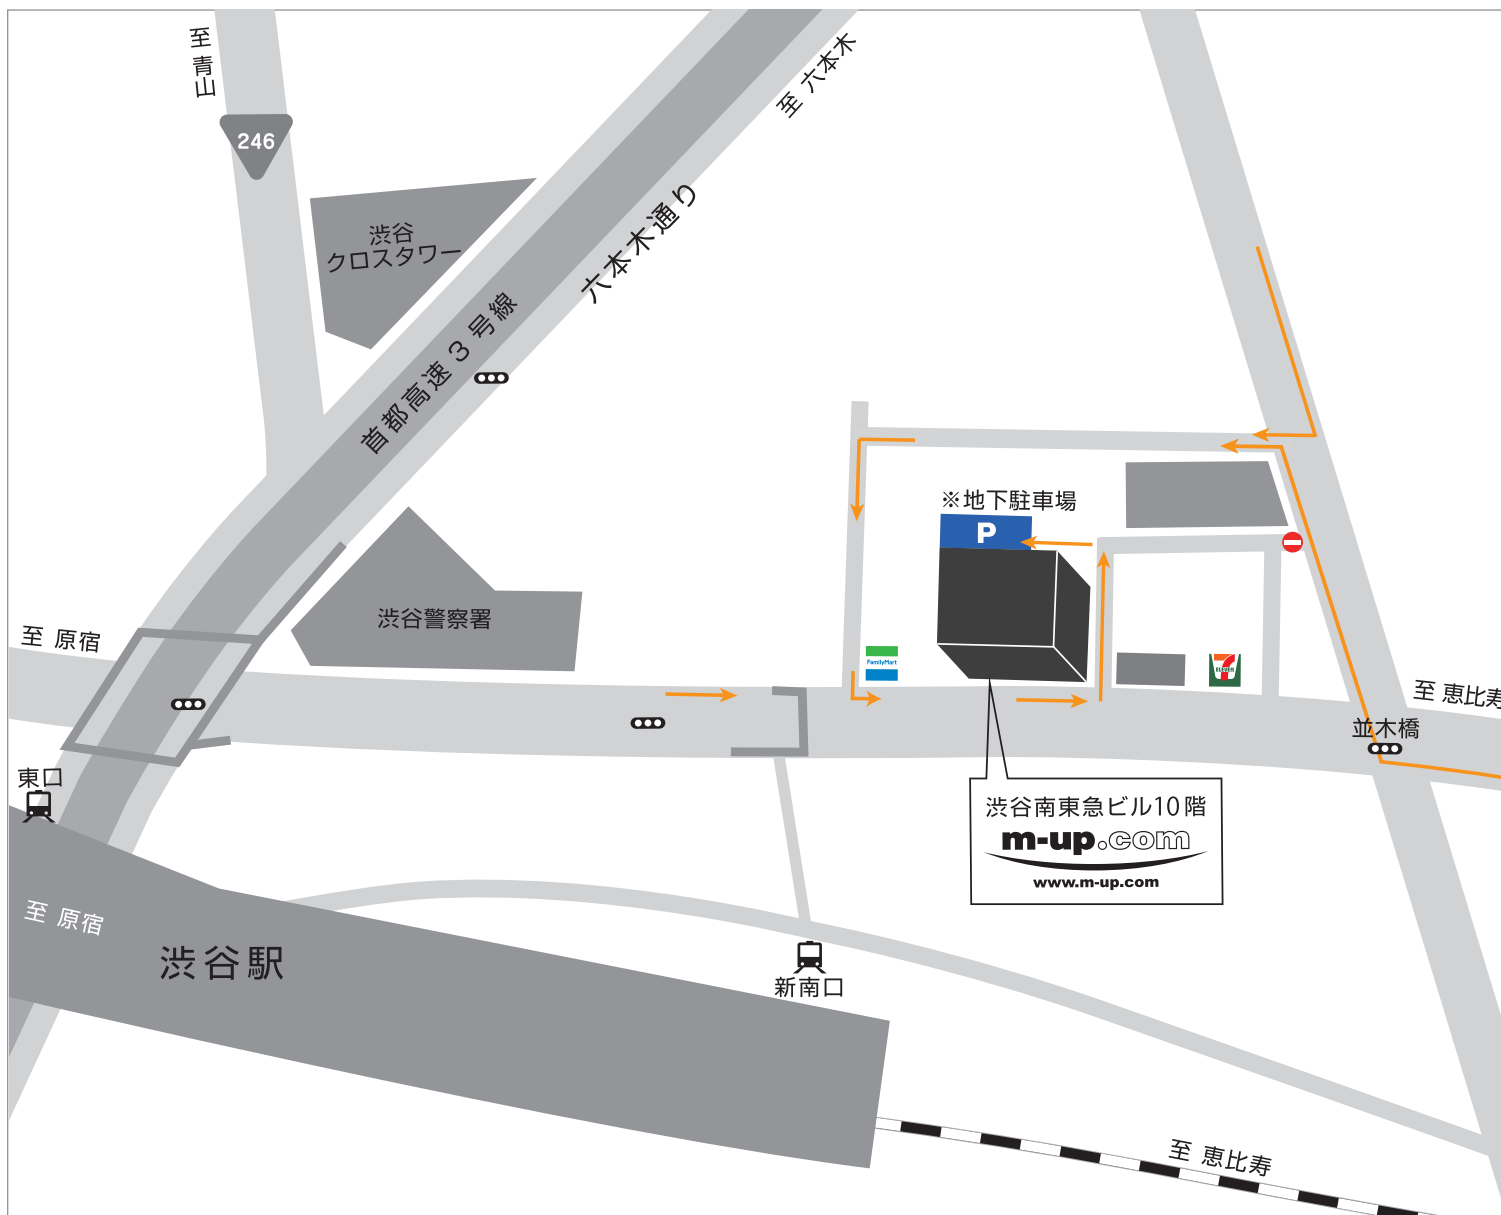 至 青山
246
至 六本木
渋谷
クロスタワー
六本木通り
首都高速 3 号線
※地下駐車場
P
渋谷警察署
至 原宿
FamilyMart
7
ELEVEN
至 恵比寿
並木橋
東口
渋谷南東急ビル10階
m-up.com
www.m-up.com
至 原宿
渋谷駅
新南口
至 恵比寿